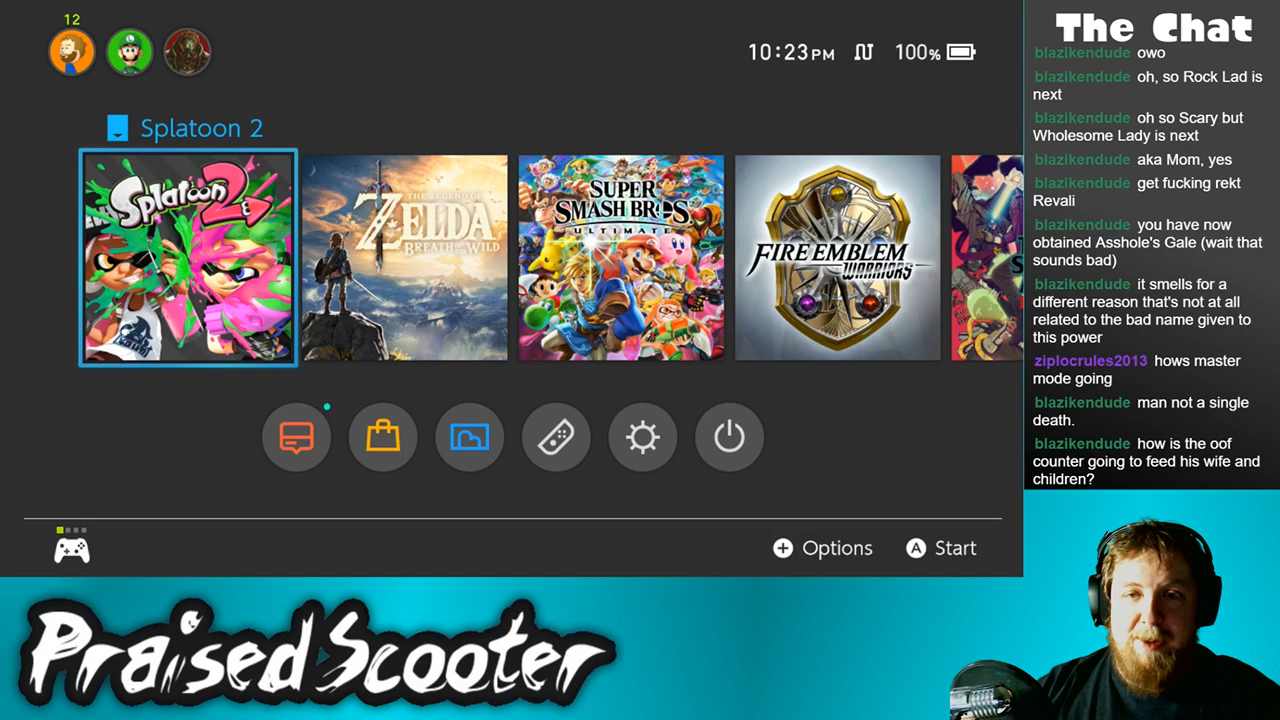 12
10:23 PM
100%
The Chat
blazikendude owo
blazikendude oh, so Rock Lad is
next
blazikendude oh so Scary but
Wholesome Lady is next
blazikendude aka Mom, yes
blazikendude get fucking rekt
Revali
blazikendude you have now
obtained Asshole's Gale (wait that
sounds bad)
blazikendude it smells for a
different reason that's not at all
related to the bad name given to
this power
ziplocrules2013 hows master
mode going
blazikendude man not a single
death.
blazikendude how is the oof
counter going to feed his wife and
children?
Splatoon 2
Splatoon 2
THE LEGEND OF
ZELDA
BREATH OF THE WILD
SUPER
SMASH BROS
ULTIMATE
FIRE EMBLEM
WARRIORS
Options
A Start
PraisedScooter